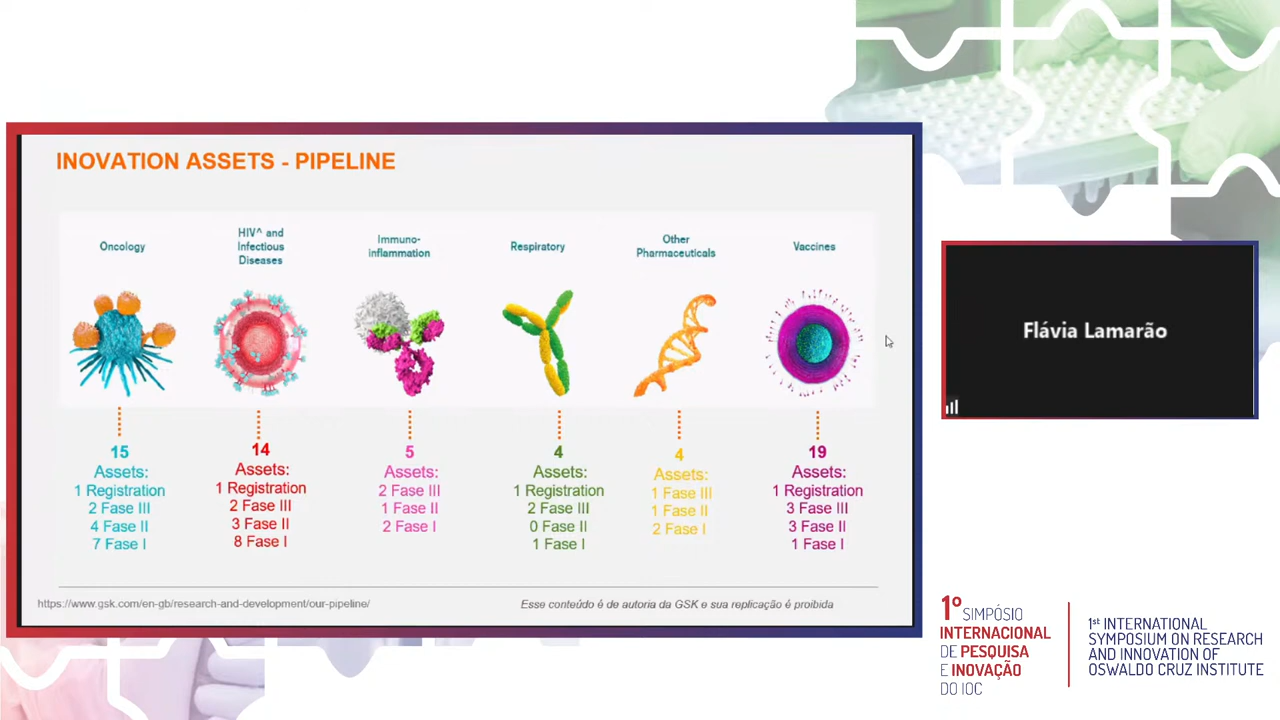 INOVATION ASSETS - PIPELINE
Oncology
HIV^ and
Infectious
Diseases
Immuno-
inflammation
Respiratory
Other
Pharmaceuticals
Vaccines
15
Assets:
1 Registration
2 Fase III
4 Fase II
7 Fase I
14
Assets:
1 Registration
2 Fase III
3 Fase II
8 Fase I
5
Assets:
2 Fase III
1 Fase II
2 Fase I
4
Assets:
1 Registration
2 Fase III
0 Fase II
1 Fase I
4
Assets:
1 Fase III
1 Fase II
2 Fase I
19
Assets:
1 Registration
3 Fase III
3 Fase II
1 Fase I
https://www.gsk.com/en-gb/research-and-development/our-pipeline/
Esse conteúdo é de autoria da GSK e sua replicação é proibida
Flávia Lamarão
1º SIMPÓSIO
INTERNACIONAL
DE PESQUISA
E INOVAÇÃO
DO IOC
1st INTERNATIONAL
SYMPOSIUM ON RESEARCH
AND INNOVATION OF
OSWALDO CRUZ INSTITUTE